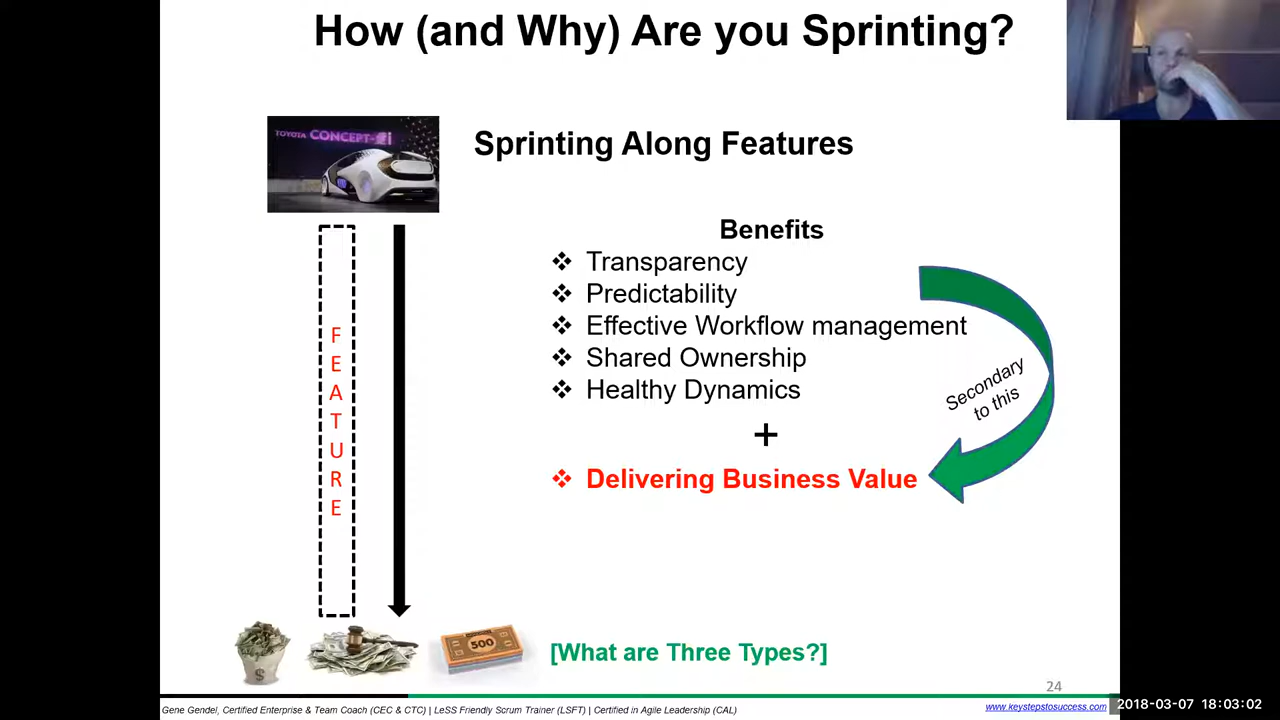 How (and Why) Are you Sprinting?
TOYOTA CONCEPT-i
Sprinting Along Features
Benefits
❖ Transparency
❖ Predictability
❖ Effective Workflow management
❖ Shared Ownership
❖ Healthy Dynamics
Secondary
to this
+
❖ Delivering Business Value
F
E
A
T
U
R
E
$
500
[What are Three Types?]
24
Gene Gendel, Certified Enterprise & Team Coach (CEC & CTC) | LeSS Friendly Scrum Trainer (LSFT) | Certified in Agile Leadership (CAL)
www.keystepstosuccess.com
2018-03-07 18:03:02